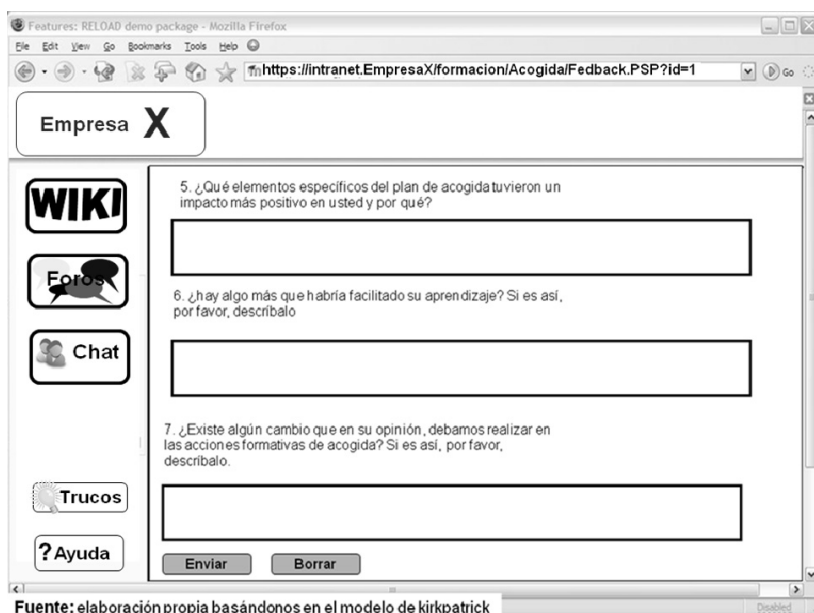 Features: RELOAD demo package - Mozilla Firefox
File Edit View Go Bookmarks Tools Help
https://intranet.EmpresaX/formacion/Acogida/Fedback.PSP?id=1
Go
Empresa X
WIKI
Foros
Chat
Trucos
?Ayuda
5. ¿Qué elementos específicos del plan de acogida tuvieron un
impacto más positivo en usted y por qué?
6. ¿hay algo más que habría facilitado su aprendizaje? Si es así,
por favor, descríbalo
7. ¿Existe algún cambio que en su opinión, debamos realizar en
las acciones formativas de acogida? Si es así, por favor,
descríbalo.
Enviar Borrar
Fuente: elaboración propia basándonos en el modelo de kirkpatrick
Disabled